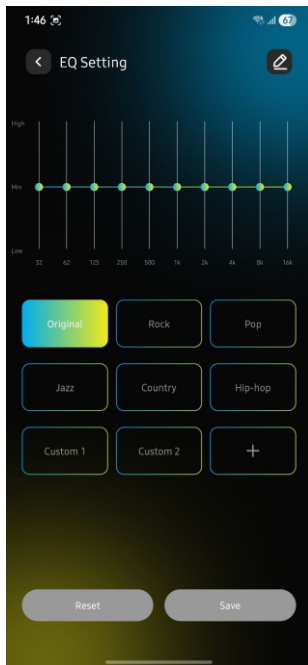 1:46 67
EQ Setting
High
Min
Low
32 62 125 250 500 1k 2k 4k 8k 16k
Original Rock Pop
Jazz Country Hip-hop
Custom 1 Custom 2 +
Reset Save